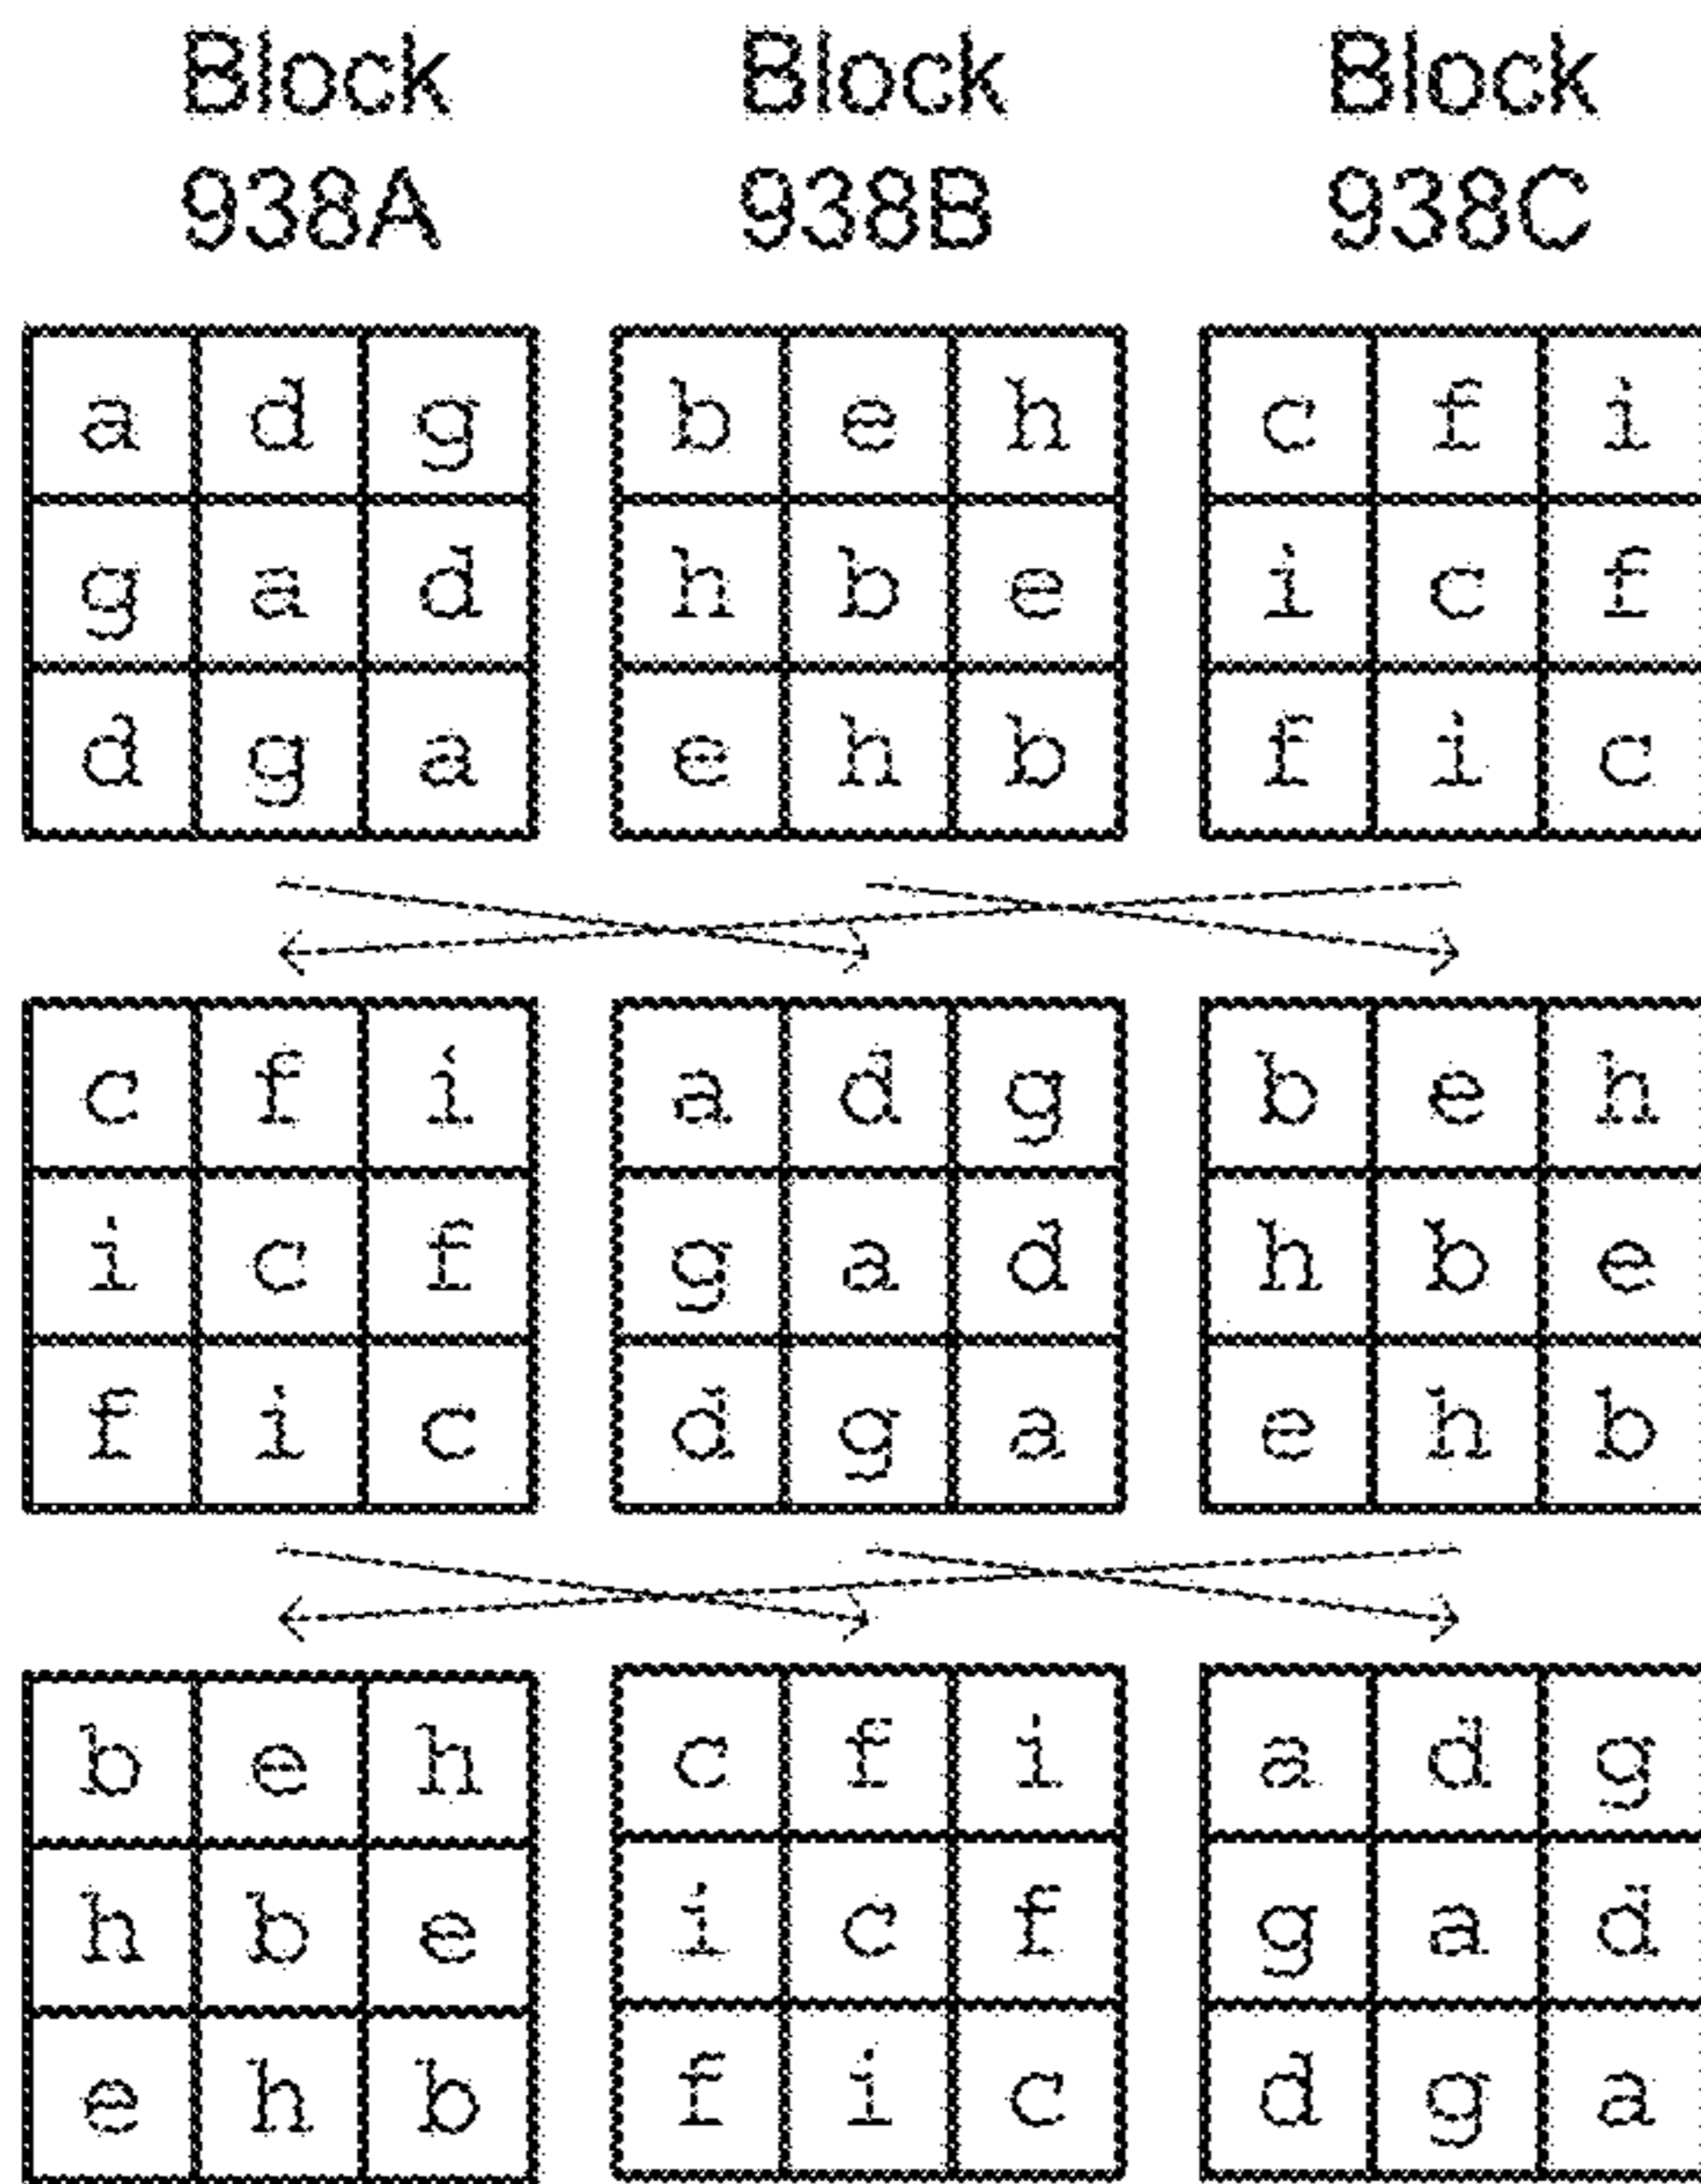 Block Block Block
938A 938B 938C
a d g b e h c f i
g a d h b e i c f
d g a e h b f i c
c f i a d g b e h
i c f g a d h b e
f i c d g a e h b
b e h c f i a d g
h b e i c f g a d
e h b f i c d g a